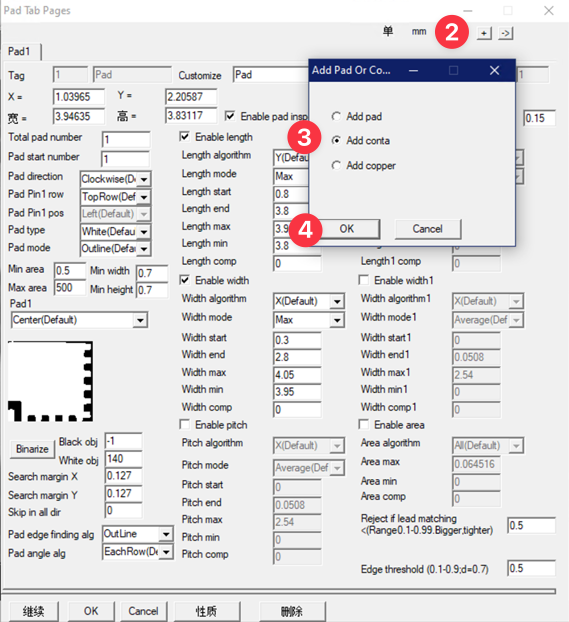 Pad Tab Pages
单 mm 2 + ->
Pad1
Tag 1 Pad Customize Pad 1
X = 1.03965 Y = 2.20587
宽 = 3.94635 高 = 3.83117 Enable pad insp 0.15
Add Pad Or Co...
Add pad
3 Add conta
Add copper
4 OK Cancel
Total pad number 1
Pad start number 1
Pad direction Clockwise(D
Pad Pin1 row TopRow(Def
Pad Pin1 pos Left(Default)
Pad type White(Defau
Pad mode Outline(Defau
Min area 0.5 Min width 0.7
Max area 500 Min height 0.7
Pad1
Center(Default)
Binarize Black obj -1
White obj 140
Search margin X 0.127
Search margin Y 0.127
Skip in all dir 0
Pad edge finding alg OutLine
Pad angle alg EachRow(D
Enable length
Length algorithm Y(Defau
Length mode Max
Length start 0.8
Length end 3.8
Length max 3.9
Length min 3.8
Length comp 0
Enable width
Width algorithm X(Default)
Width mode Max
Width start 0.3
Width end 2.8
Width max 4.05
Width min 3.95
Width comp 0
Enable pitch
Pitch algorithm X(Default)
Pitch mode Average(Def
Pitch start 0
Pitch end 0.0508
Pitch max 2.54
Pitch min 0
Pitch comp 0
Length1 comp 0
Enable width1
Width algorithm1 X(Default)
Width mode1 Average(Def
Width start1 0
Width end1 0.0508
Width max1 2.54
Width min1 0
Width comp1 0
Enable area
Area algorithm All(Default)
Area max 0.064516
Area min 0
Area comp 0
Reject if lead matching
<(Range0.1-0.99.Bigger,tighter) 0.5
Edge threshold (0.1-0.9;d=0.7) 0.5
继续 OK Cancel 性质 删除